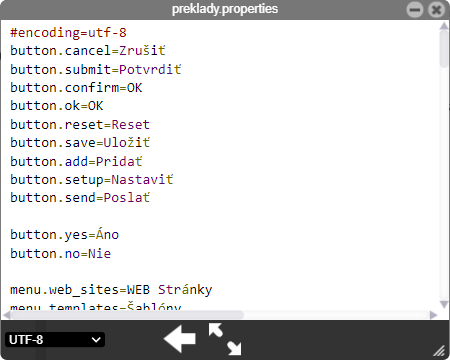 preklady.properties
#encoding=utf-8
button.cancel=Zrušiť
button.submit=Potvrdiť
button.confirm=OK
button.ok=OK
button.reset=Reset
button.save=Uložiť
button.add=Pridať
button.setup=Nastaviť
button.send=Poslať
button.yes=Áno
button.no=Nie
menu.web_sites=WEB Stránky
menu.templates=Šablóny
UTF-8